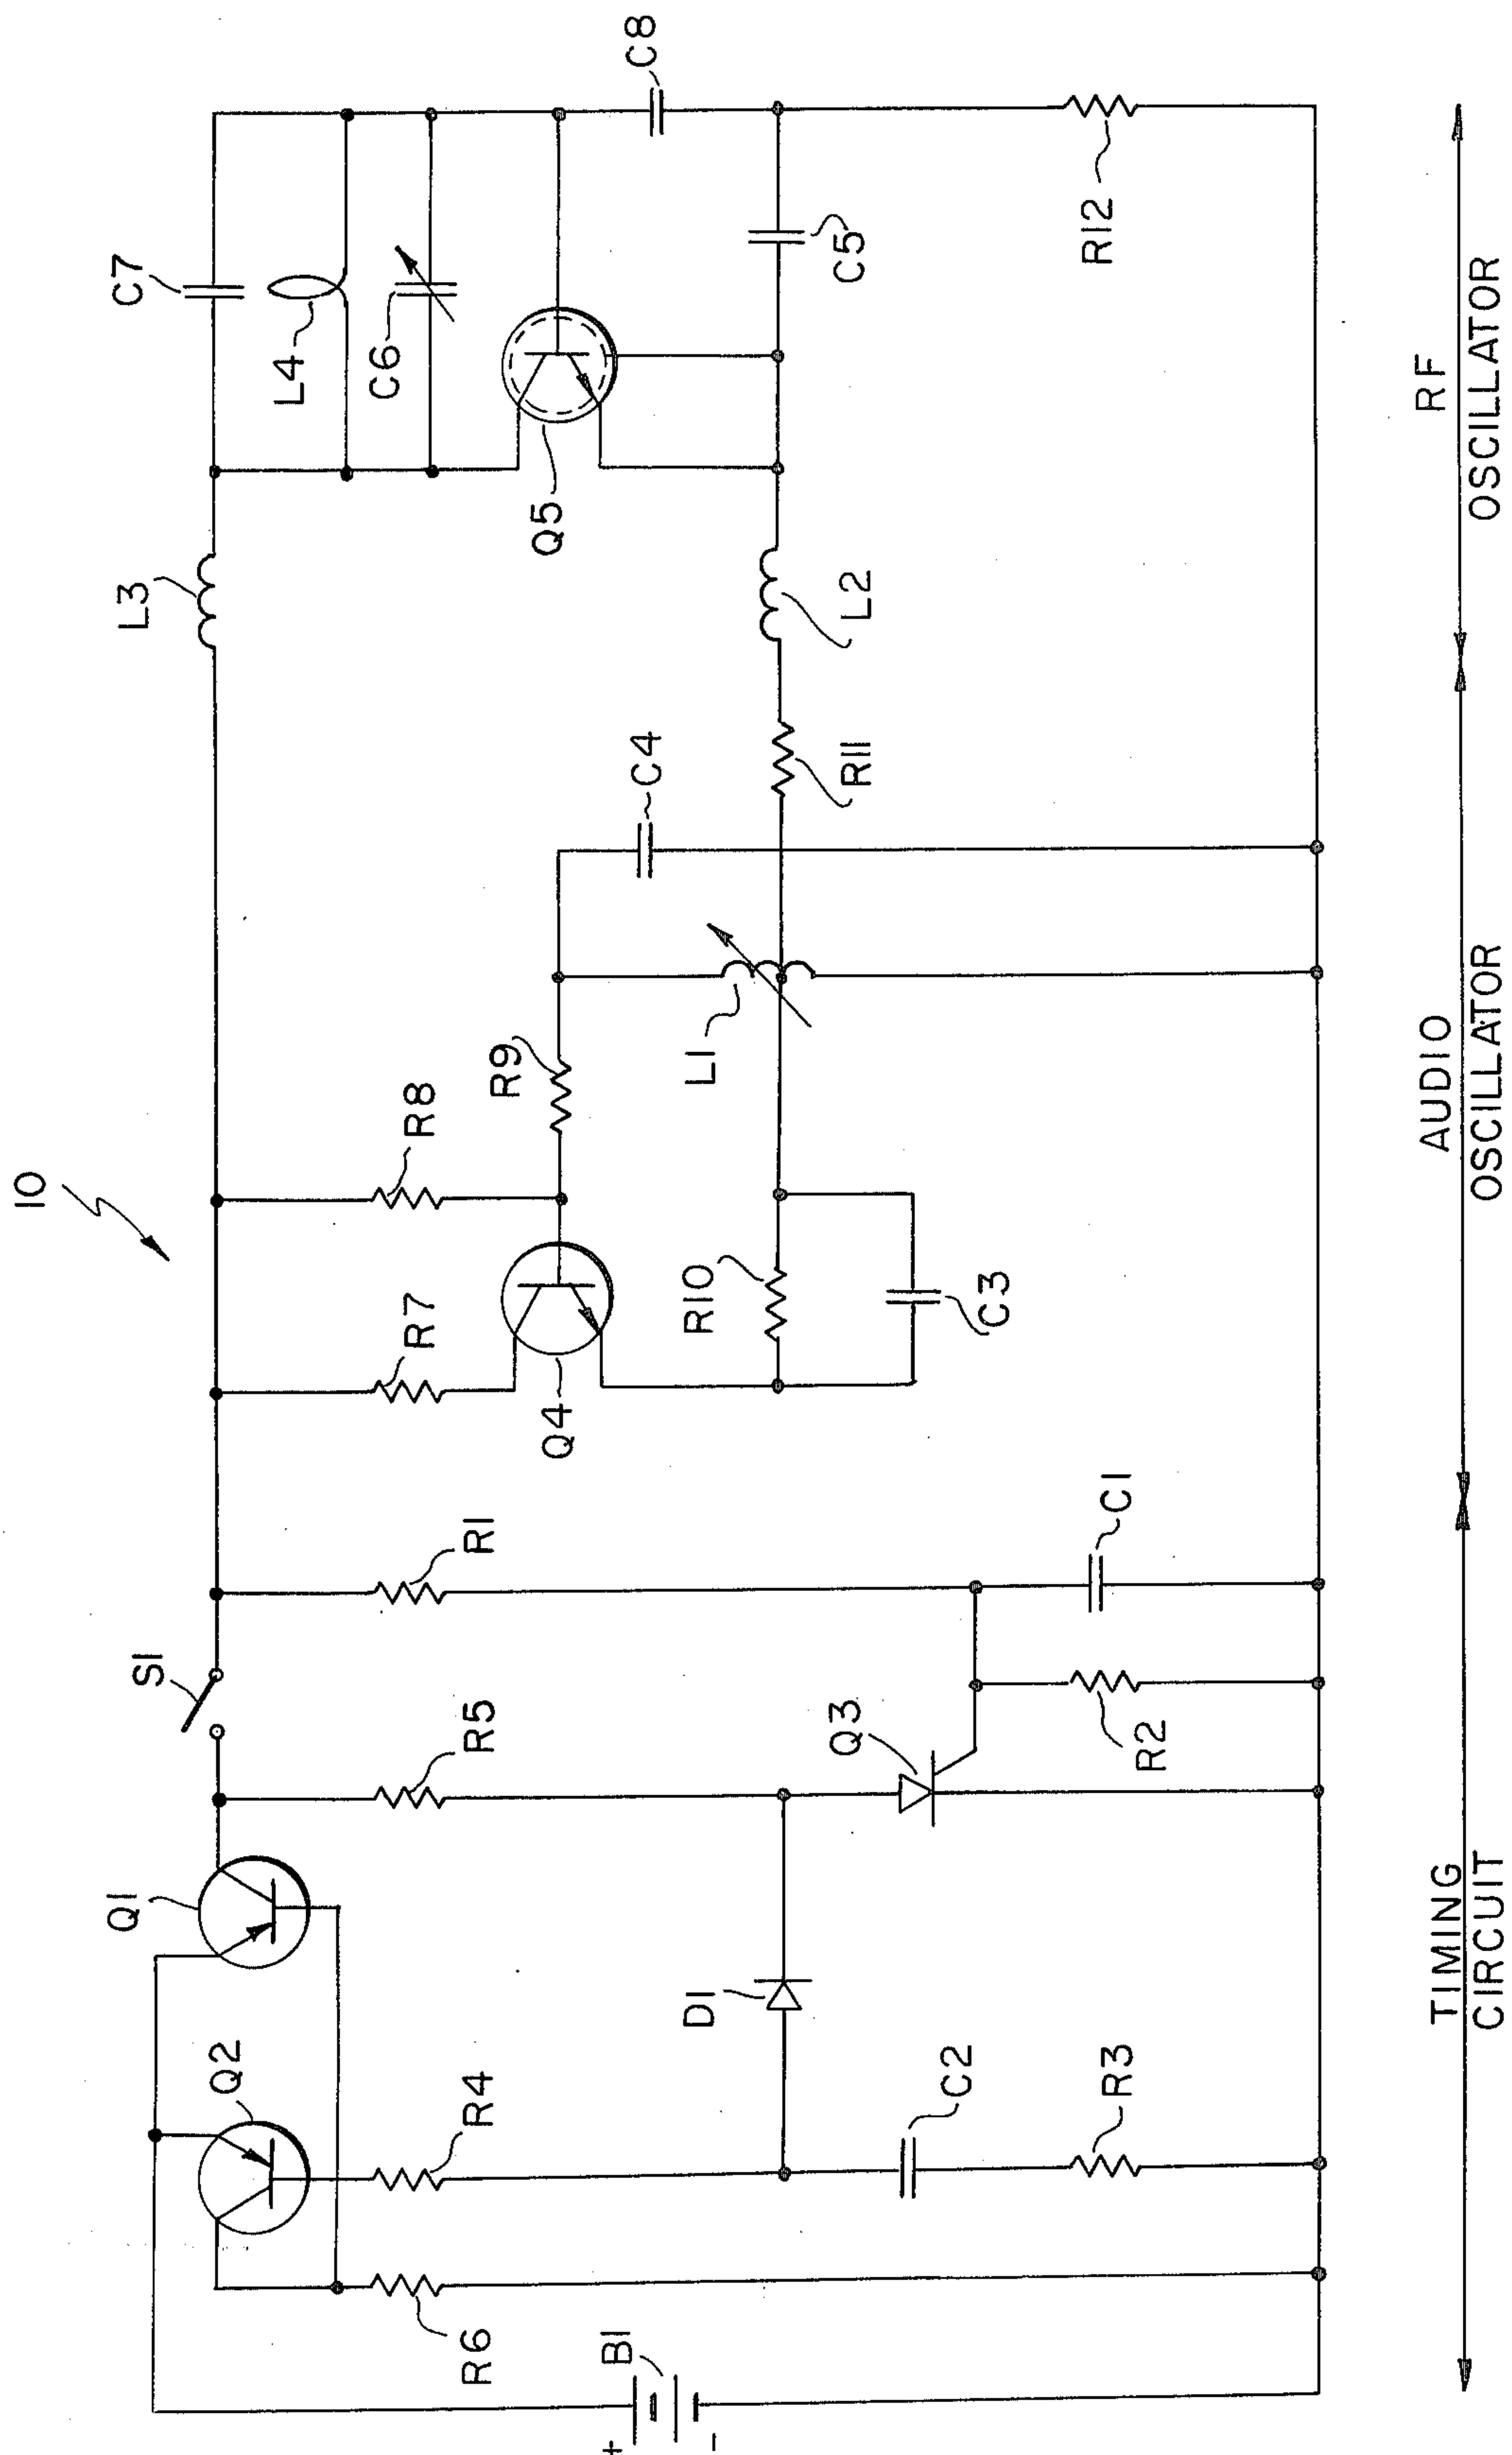 10
B1
+
-
R6
Q2
R4
C2
R3
D1
Q1
R5
Q3
R2
S1
R1
C1
R7
Q4
R10
C3
R8
R9
L1
C4
R11
L3
L2
Q5
C7
L4
C6
C5
C8
R12
TIMING
CIRCUIT
AUDIO
OSCILLATOR
RF
OSCILLATOR